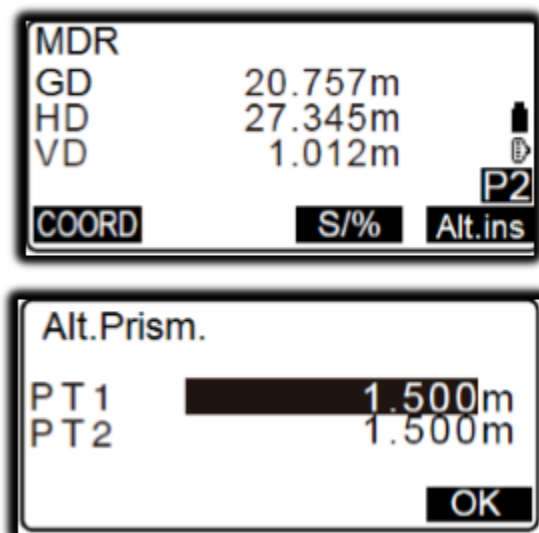 MDR
GD 20.757m
HD 27.345m
VD 1.012m
P2
COORD S/% Alt.ins
Alt.Prism.
PT1 1.500m
PT2 1.500m
OK